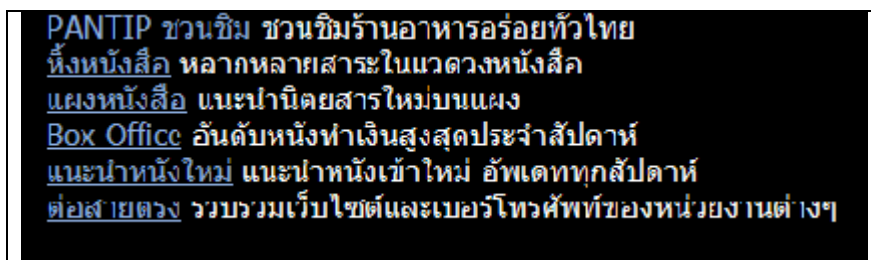 PANTIP ชวนชิม ชวนชิมร้านอาหารอร่อยทั่วไทย
หิ้งหนังสือ หลากหลายสาระในแวดวงหนังสือ
แผงหนังสือ แนะนำนิตยสารใหม่บนแผง
Box Office อันดับหนังทำเงินสูงสุดประจำสัปดาห์
แนะนำหนังใหม่ แนะนำหนังเข้าใหม่ อัพเดททุกสัปดาห์
ต่อสายตรง รวบรวมเว็บไซต์และเบอร์โทรศัพท์ของหน่วยงานต่างๆ